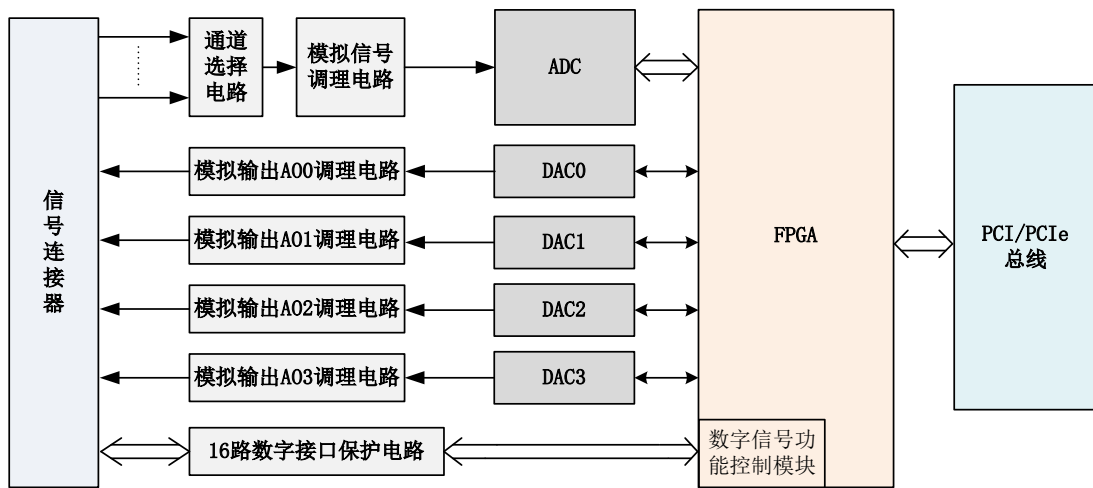 信
号
连
接
器
通道
选择
电路
模拟信号
调理电路
ADC
模拟输出AO0调理电路
DAC0
模拟输出AO1调理电路
DAC1
模拟输出AO2调理电路
DAC2
模拟输出AO3调理电路
DAC3
16路数字接口保护电路
FPGA
数字信号功
能控制模块
PCI/PCIe
总线